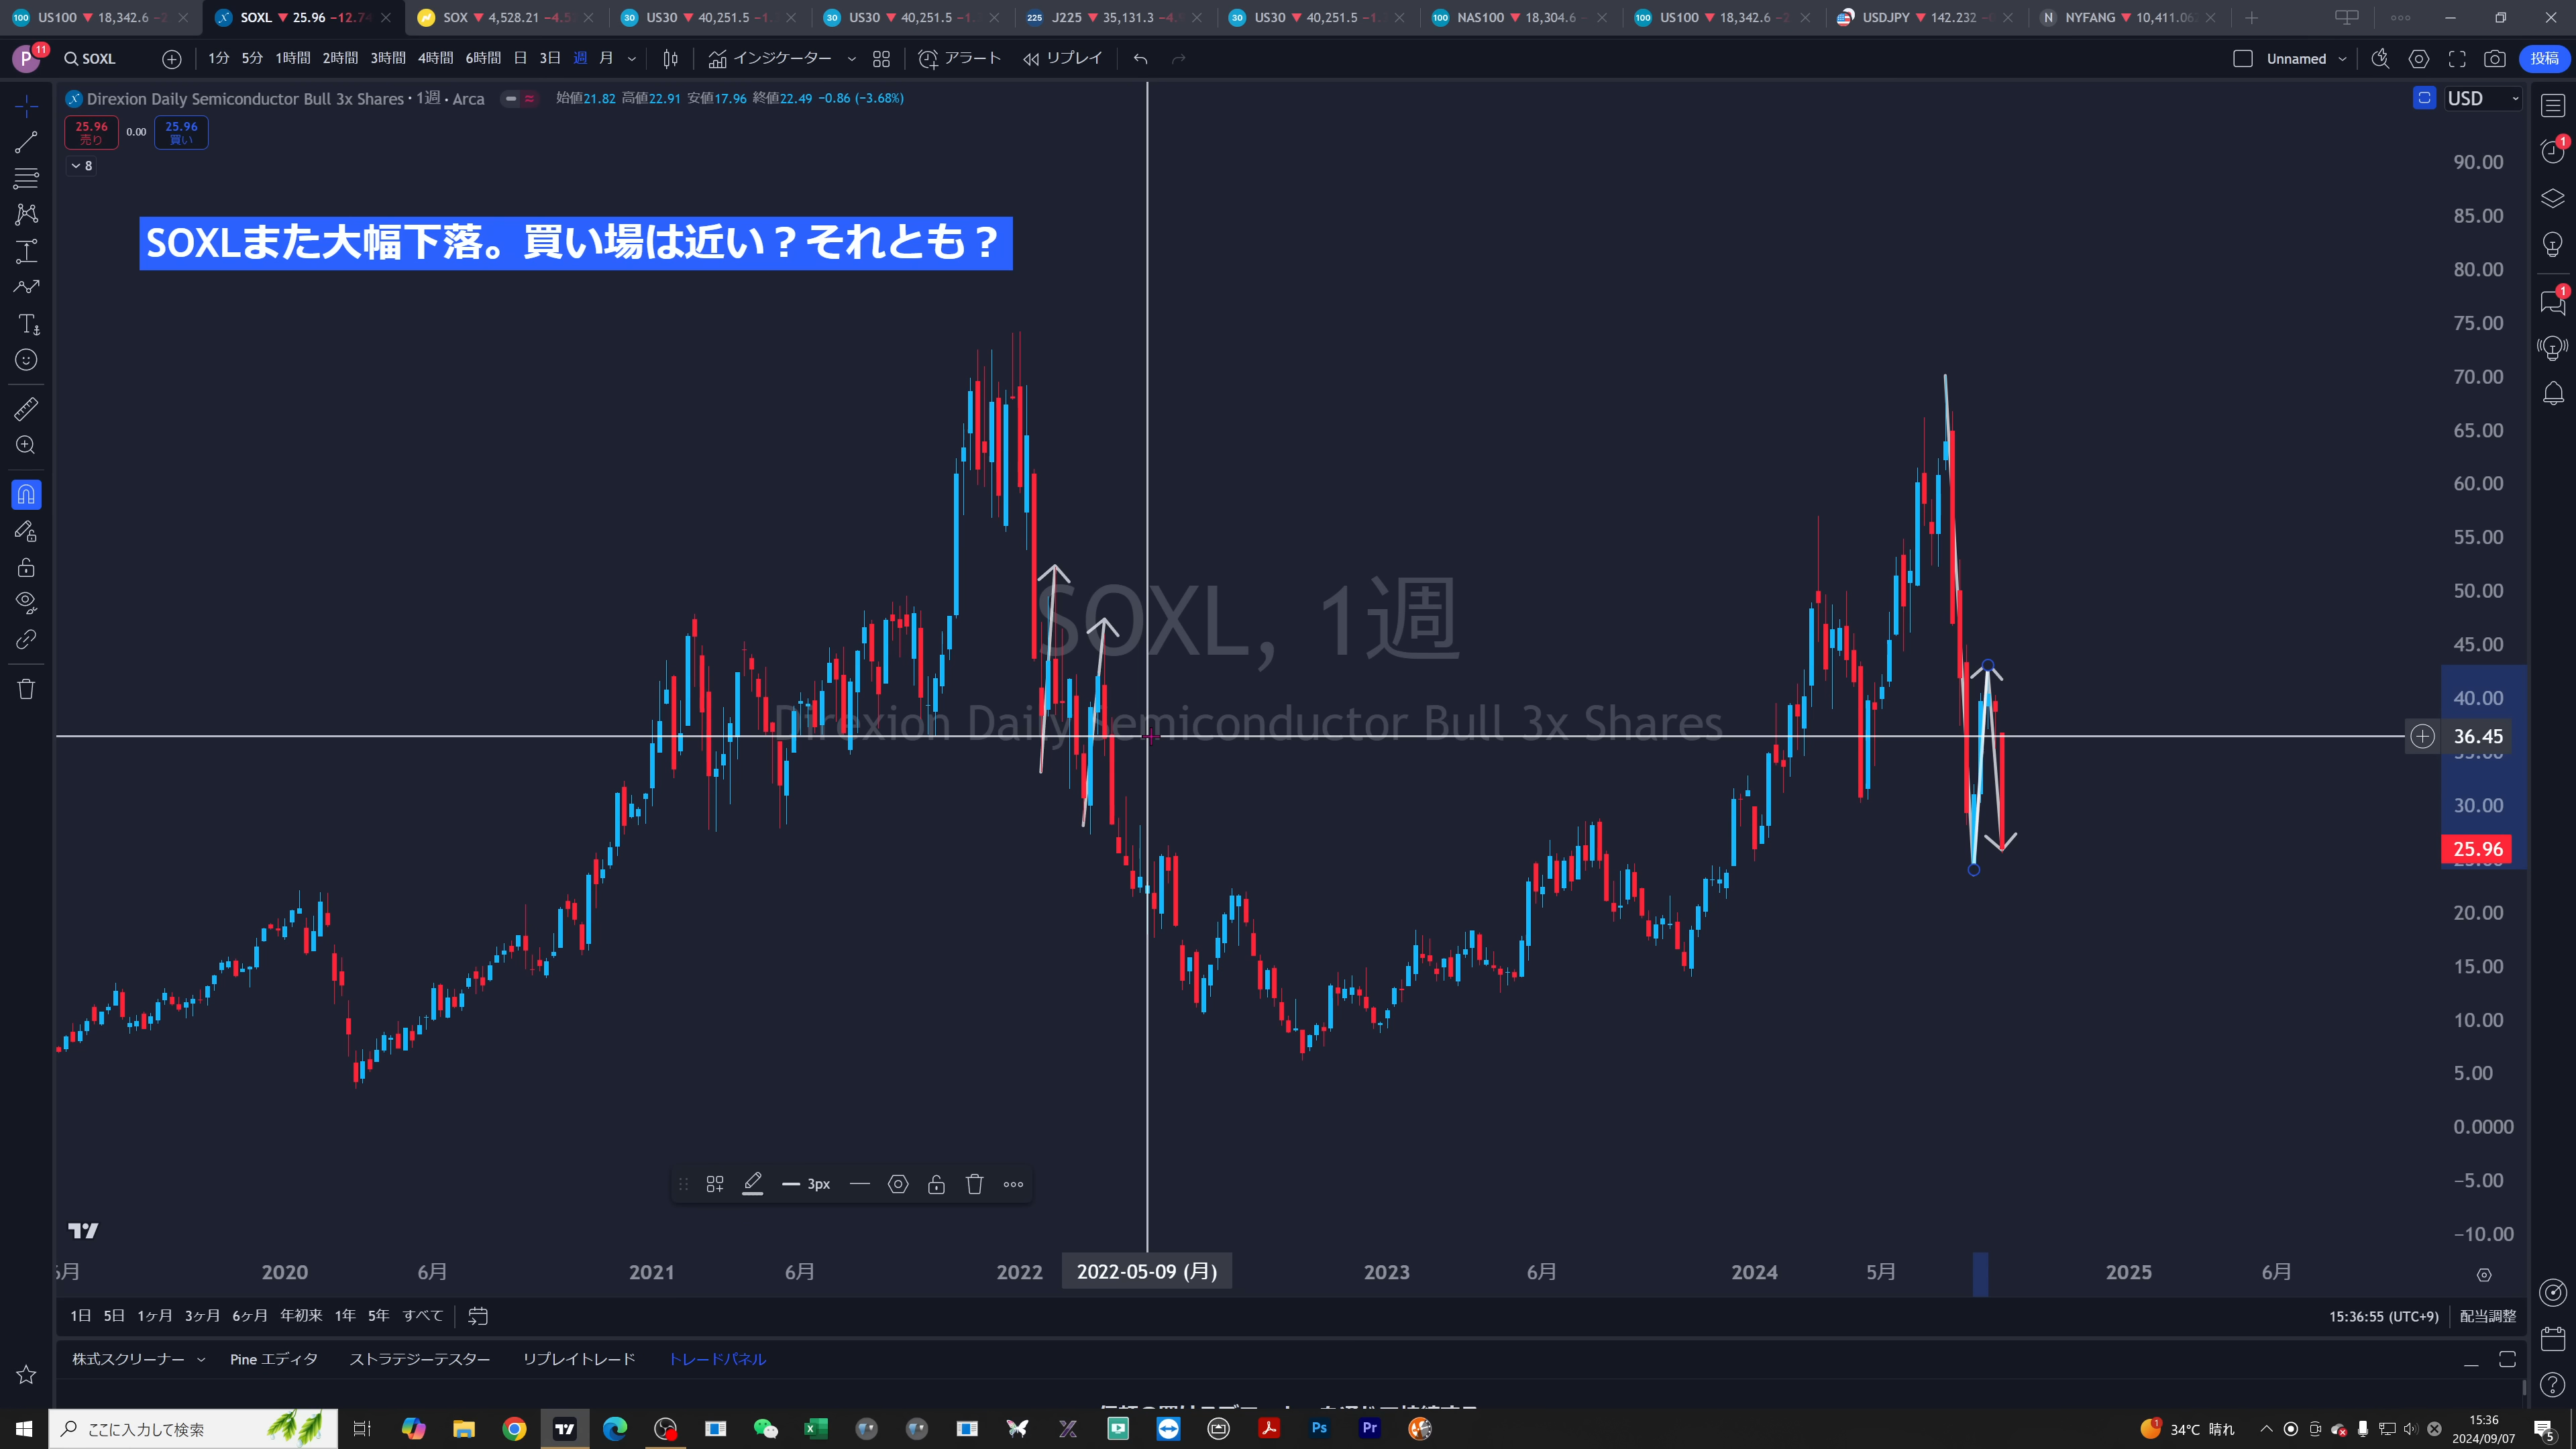 US100 ▼ 18,342.6
SOXL ▼ 25.96 −12.74
SOX ▼ 4,528.21
US30 ▼ 40,251.5
US30 ▼ 40,251.5
J225 ▼ 35,131.3
US30 ▼ 40,251.5
NAS100 ▼ 18,304.6
US100 ▼ 18,342.6
USDJPY ▼ 142.232
NYFANG ▼ 10,411.06
P 11 SOXL 1分 5分 1時間 2時間 3時間 4時間 6時間 日 3日 週 月 インジケーター アラート リプレイ Unnamed 投稿
Direxion Daily Semiconductor Bull 3x Shares · 1週 · Arca 始値21.82 高値22.91 安値17.96 終値22.49 −0.86 (−3.68%) USD
25.96 売り 0.00 25.96 買い
8
SOXLまた大幅下落。買い場は近い？それとも？
SOXL, 1週
Direxion Daily Semiconductor Bull 3x Shares
90.00
85.00
80.00
75.00
70.00
65.00
60.00
55.00
50.00
45.00
40.00
36.45
35.00
30.00
25.96
20.00
15.00
10.00
5.00
0.0000
−5.00
−10.00
3px
2020 6月 2021 6月 2022 2022-05-09 (月) 2023 6月 2024 5月 2025 6月
1日 5日 1ヶ月 3ヶ月 6ヶ月 年初来 1年 5年 すべて 15:36:55 (UTC+9) 配当調整
株式スクリーナー Pine エディタ ストラテジーテスター リプレイトレード トレードパネル
ここに入力して検索 34°C 晴れ 15:36
2024/09/07